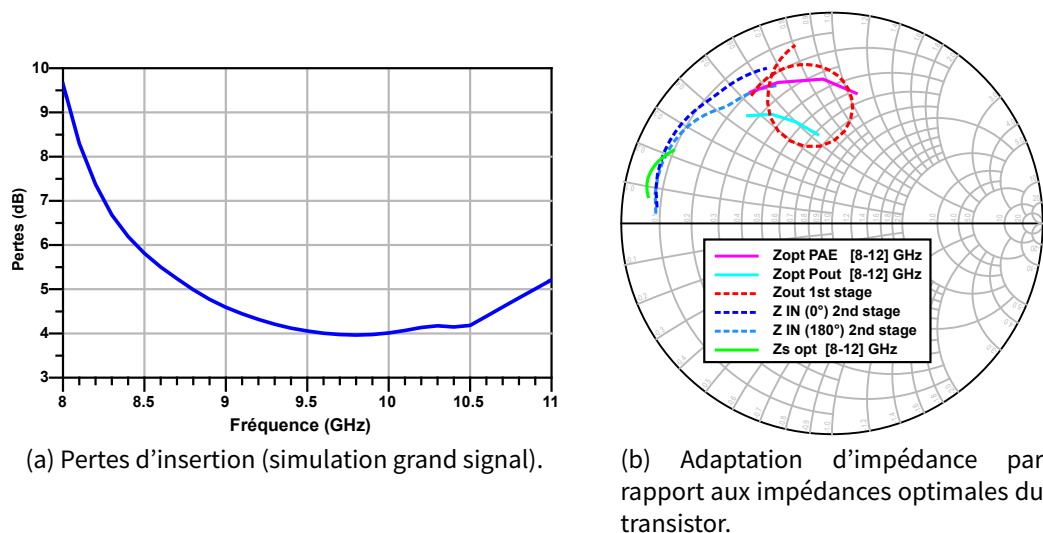 10
9
8
7
6
5
4
3
Pertes (dB)
8
8.5
9
9.5
10
10.5
11
Fréquence (GHz)
(a) Pertes d'insertion (simulation grand signal).
Zopt PAE [8-12] GHz
Zopt Pout [8-12] GHz
Zout 1st stage
Z IN (0°) 2nd stage
Z IN (180°) 2nd stage
Zs opt [8-12] GHz
(b) Adaptation d'impédance par
rapport aux impédances optimales du
transistor.